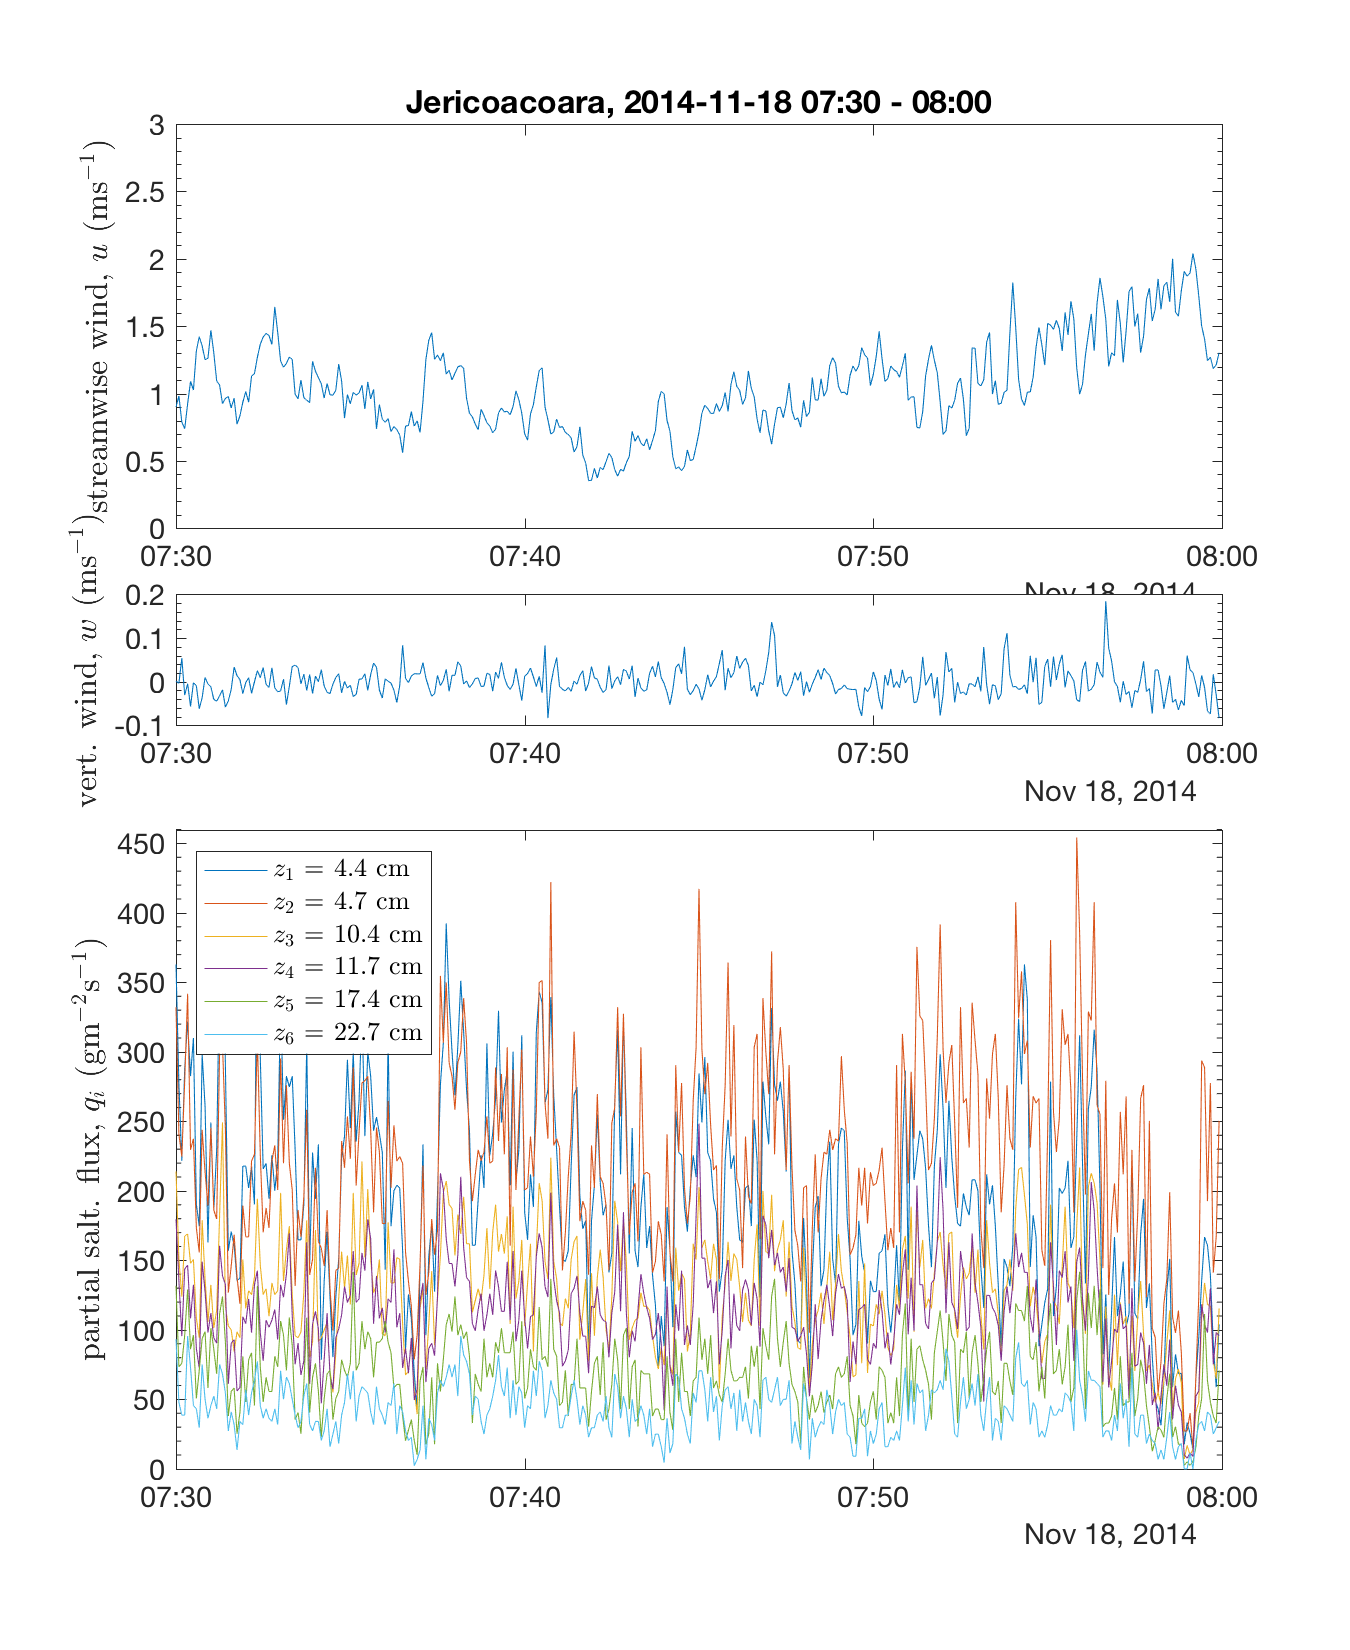 Jericoacoara, 2014-11-18 07:30 - 08:00
streamwise wind, u (ms⁻¹)
3
2.5
2
1.5
1
0.5
0
07:30 07:40 07:50 08:00
Nov 18, 2014
vert. wind, w (ms⁻¹)
0.2
0.1
0
-0.1
07:30 07:40 07:50 08:00
Nov 18, 2014
partial salt. flux, qᵢ (gm⁻²s⁻¹)
450
400
350
300
250
200
150
100
50
0
z₁ = 4.4 cm
z₂ = 4.7 cm
z₃ = 10.4 cm
z₄ = 11.7 cm
z₅ = 17.4 cm
z₆ = 22.7 cm
07:30 07:40 07:50 08:00
Nov 18, 2014